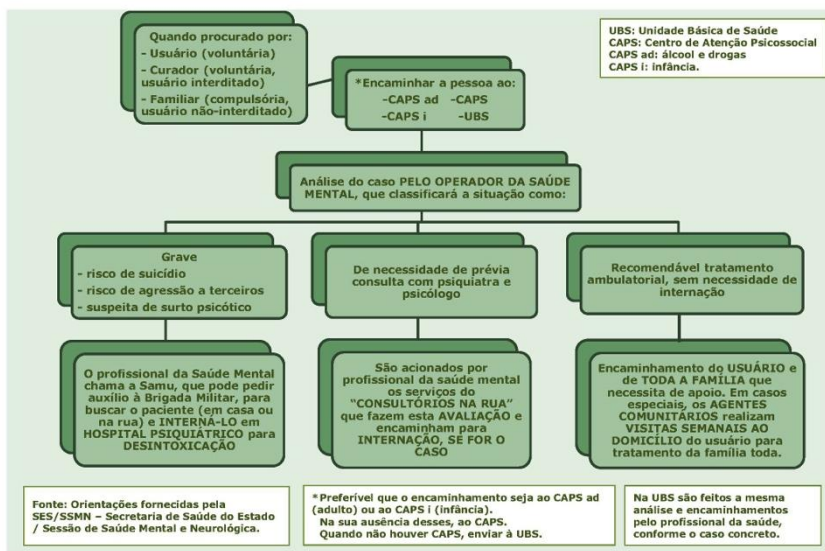 Quando procurado por:
- Usuário (voluntária)
- Curador (voluntária,
usuário interditado)
- Familiar (compulsória,
usuário não-interditado)
UBS: Unidade Básica de Saúde
CAPS: Centro de Atenção Psicossocial
CAPS ad: álcool e drogas
CAPS i: infância.
*Encaminhar a pessoa ao:
-CAPS ad -CAPS
-CAPS i -UBS
Análise do caso PELO OPERADOR DA SAÚDE
MENTAL, que classificará a situação como:
Grave
- risco de suicídio
- risco de agressão a terceiros
- suspeita de surto psicótico
De necessidade de prévia
consulta com psiquiatra e
psicólogo
Recomendável tratamento
ambulatorial, sem necessidade de
internação
O profissional da Saúde Mental
chama a Samu, que pode pedir
auxílio à Brigada Militar, para
buscar o paciente (em casa ou
na rua) e INTERNÁ-LO em
HOSPITAL PSIQUIÁTRICO para
DESINTOXICAÇÃO
São acionados por
profissional da saúde mental
os serviços do
"CONSULTÓRIOS NA RUA"
que fazem esta AVALIAÇÃO e
encaminham para
INTERNAÇÃO, SE FOR O
CASO
Encaminhamento do USUÁRIO e
de TODA A FAMÍLIA que
necessita de apoio. Em casos
especiais, os AGENTES
COMUNITÁRIOS realizam
VISITAS SEMANAIS AO
DOMICÍLIO do usuário para
tratamento da família toda.
Fonte: Orientações fornecidas pela
SES/SSMN – Secretaria de Saúde do Estado
/ Sessão de Saúde Mental e Neurológica.
*Preferível que o encaminhamento seja ao CAPS ad
(adulto) ou ao CAPS i (infância).
Na sua ausência desses, ao CAPS.
Quando não houver CAPS, enviar à UBS.
Na UBS são feitos a mesma
análise e encaminhamentos
pelo profissional da saúde,
conforme o caso concreto.